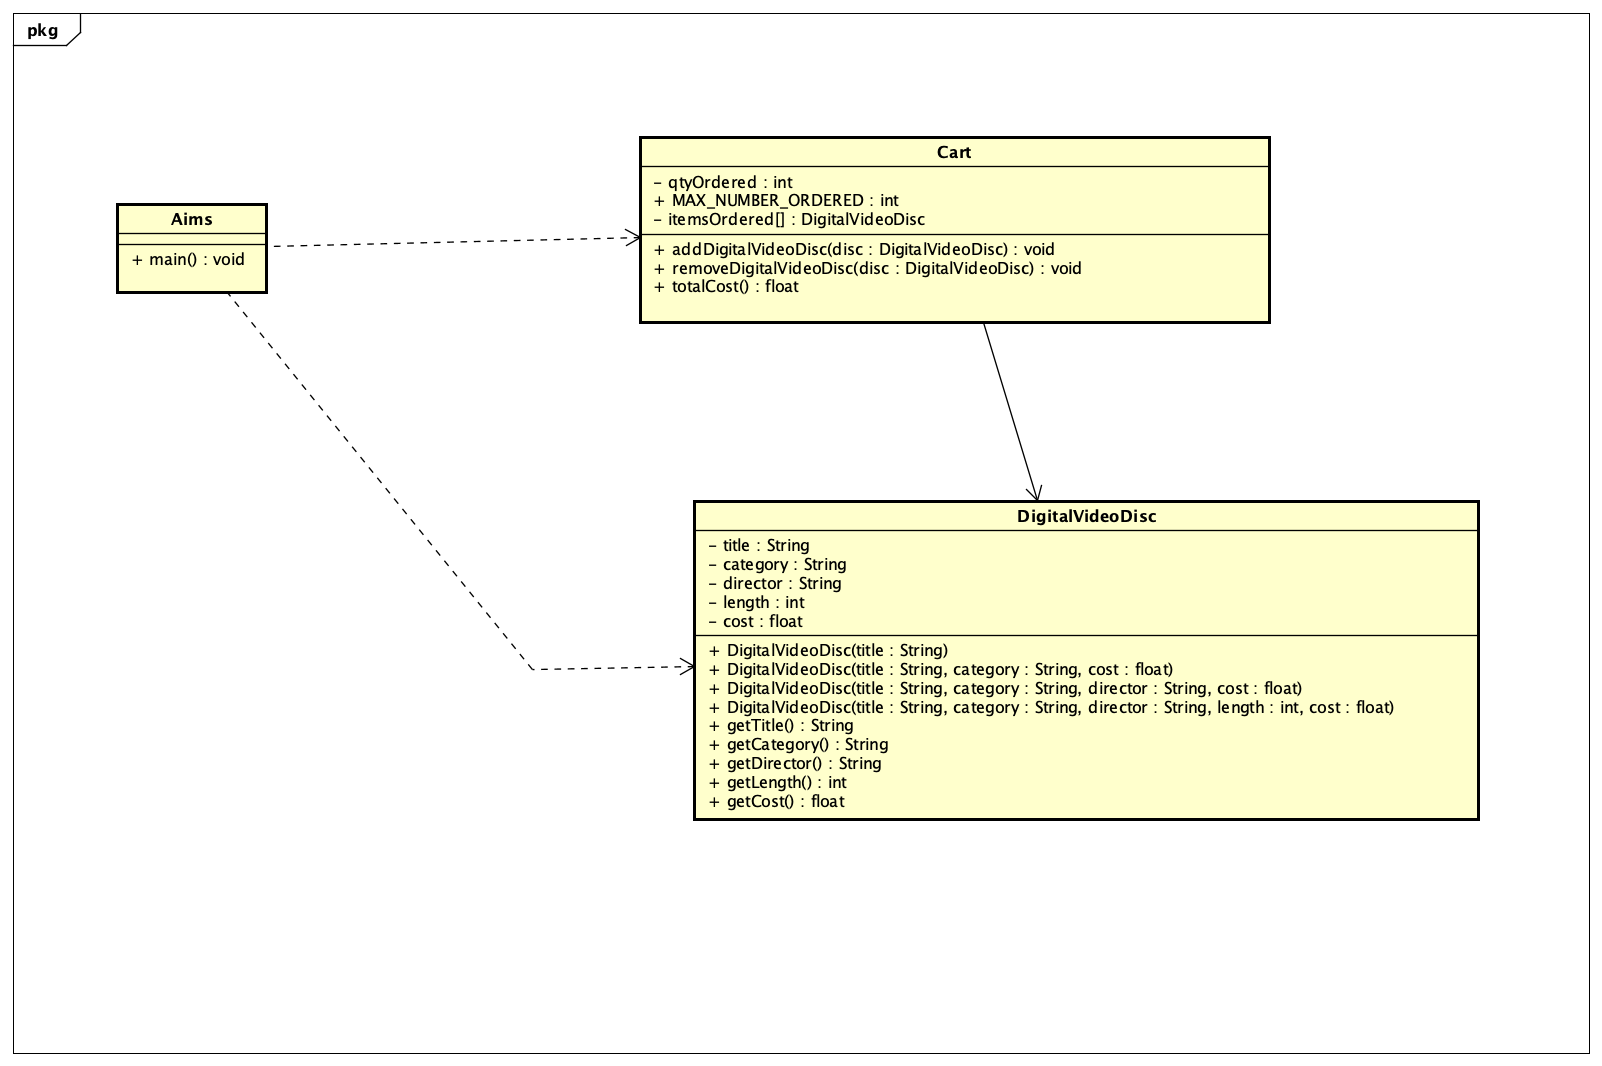 pkg
Cart
– qtyOrdered : int
+ MAX_NUMBER_ORDERED : int
– itemsOrdered[] : DigitalVideoDisc
+ addDigitalVideoDisc(disc : DigitalVideoDisc) : void
+ removeDigitalVideoDisc(disc : DigitalVideoDisc) : void
+ totalCost() : float
Aims
+ main() : void
DigitalVideoDisc
– title : String
– category : String
– director : String
– length : int
– cost : float
+ DigitalVideoDisc(title : String)
+ DigitalVideoDisc(title : String, category : String, cost : float)
+ DigitalVideoDisc(title : String, category : String, director : String, cost : float)
+ DigitalVideoDisc(title : String, category : String, director : String, length : int, cost : float)
+ getTitle() : String
+ getCategory() : String
+ getDirector() : String
+ getLength() : int
+ getCost() : float